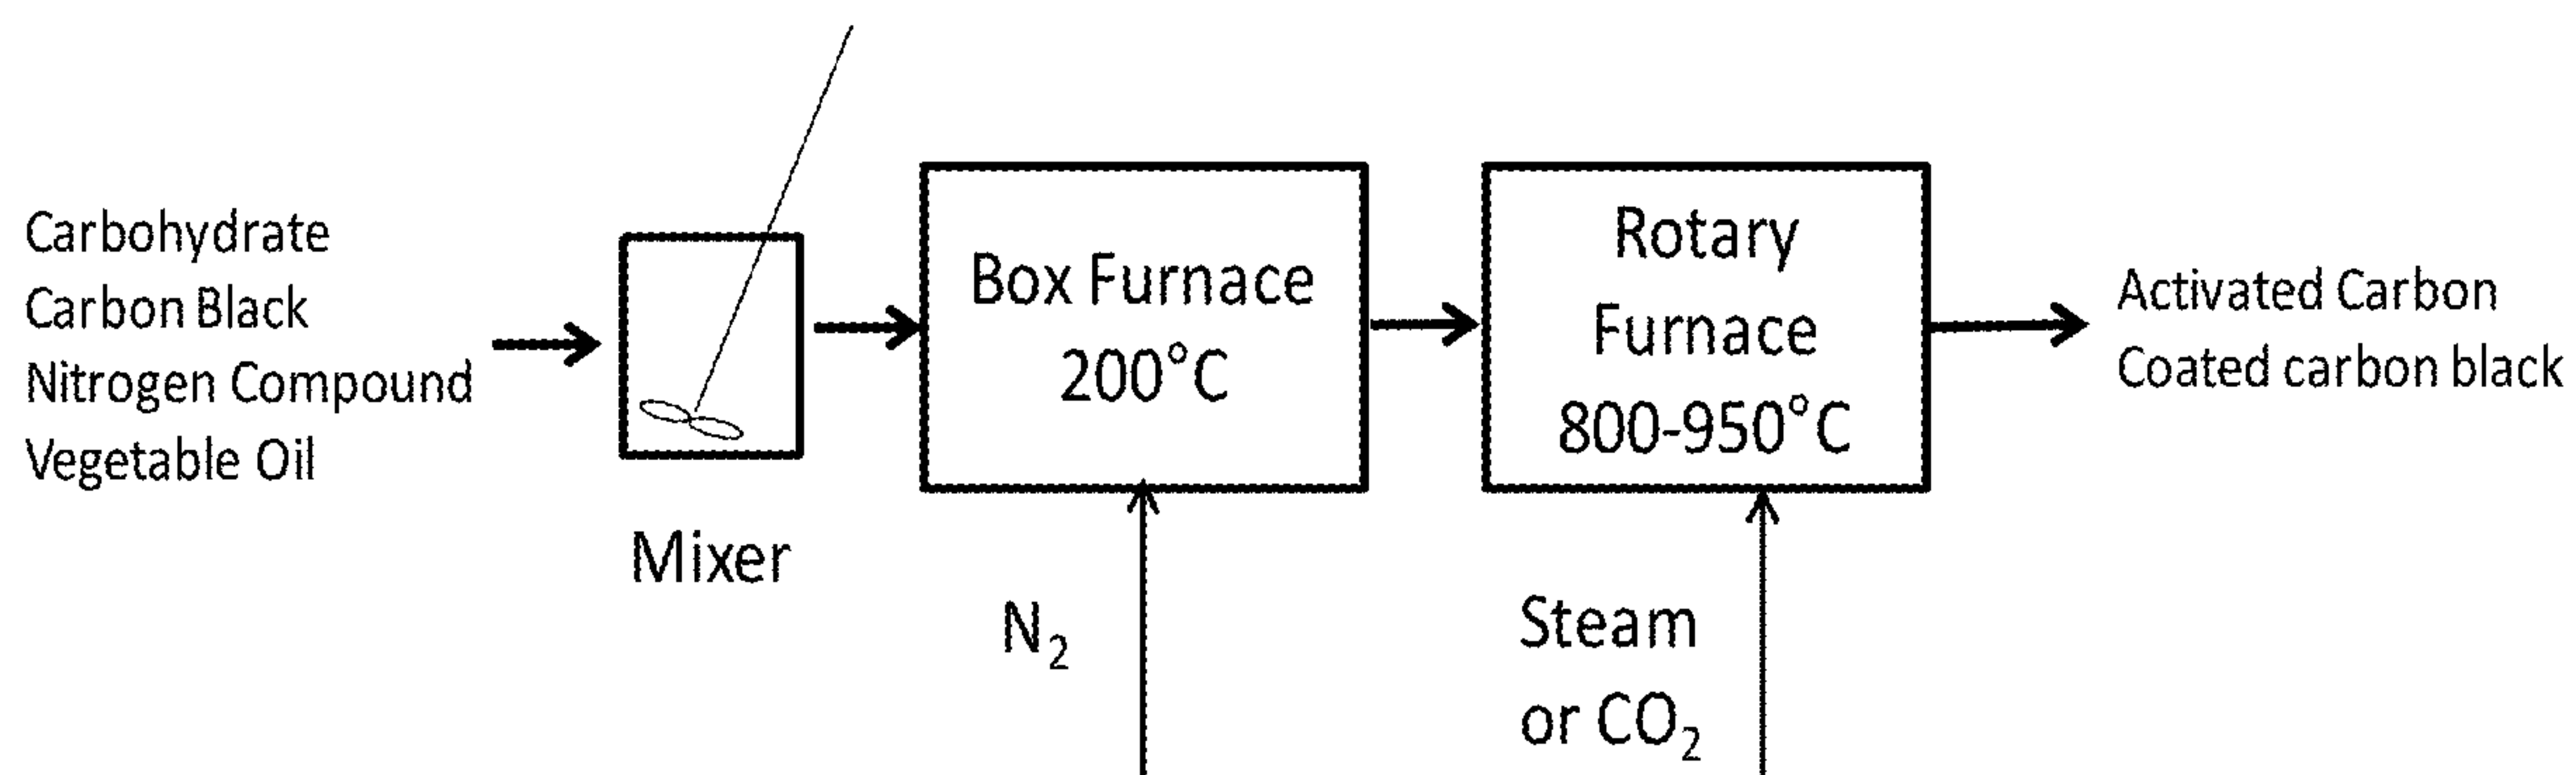 Carbohydrate
Carbon Black
Nitrogen Compound
Vegetable Oil
Mixer
Box Furnace
200°C
N₂
Rotary
Furnace
800-950°C
Steam
or CO₂
Activated Carbon
Coated carbon black